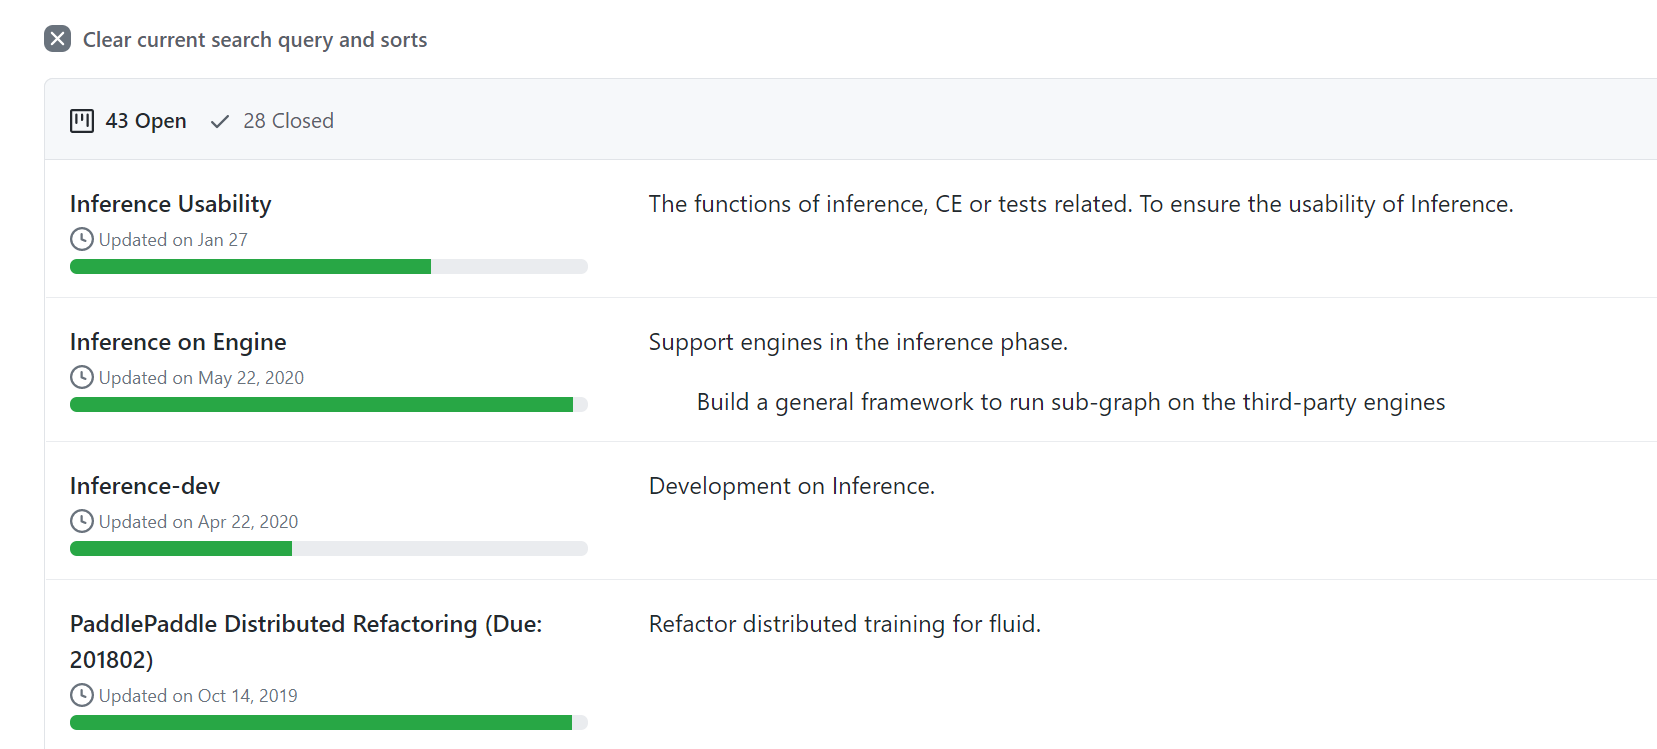 Clear current search query and sorts
43 Open 28 Closed
Inference Usability
The functions of inference, CE or tests related. To ensure the usability of Inference.
Updated on Jan 27
Inference on Engine
Support engines in the inference phase.
Updated on May 22, 2020
Build a general framework to run sub-graph on the third-party engines
Inference-dev
Development on Inference.
Updated on Apr 22, 2020
PaddlePaddle Distributed Refactoring (Due:
201802)
Refactor distributed training for fluid.
Updated on Oct 14, 2019